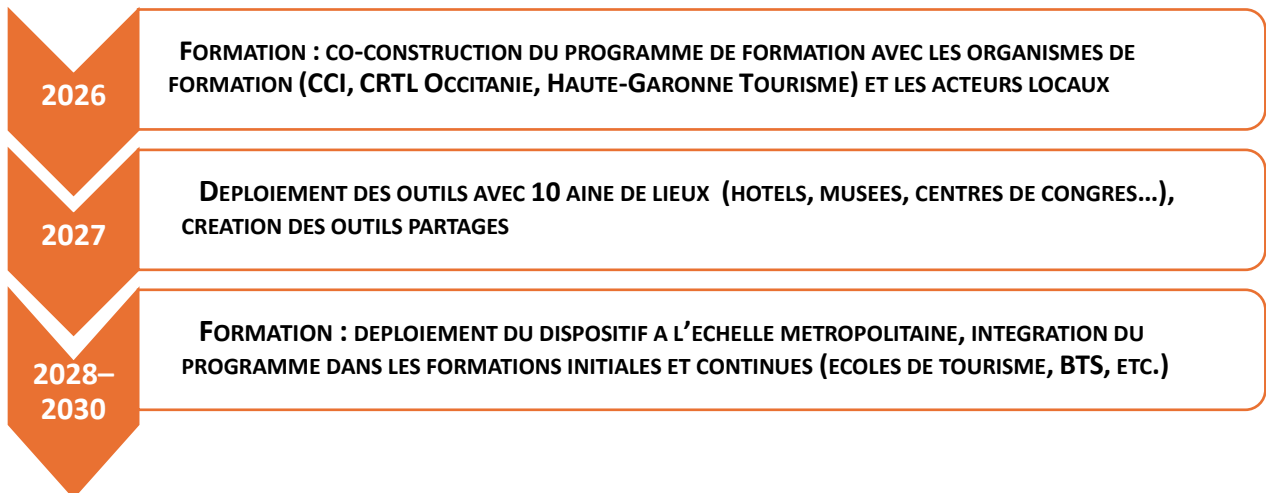 2026
FORMATION : CO-CONSTRUCTION DU PROGRAMME DE FORMATION AVEC LES ORGANISMES DE
FORMATION (CCI, CRTL OCCITANIE, HAUTE-GARONNE TOURISME) ET LES ACTEURS LOCAUX
2027
DEPLOIEMENT DES OUTILS AVEC 10 AINE DE LIEUX (HOTELS, MUSEES, CENTRES DE CONGRES...),
CREATION DES OUTILS PARTAGES
2028–
2030
FORMATION : DEPLOIEMENT DU DISPOSITIF A L'ECHELLE METROPOLITAINE, INTEGRATION DU
PROGRAMME DANS LES FORMATIONS INITIALES ET CONTINUES (ECOLES DE TOURISME, BTS, ETC.)